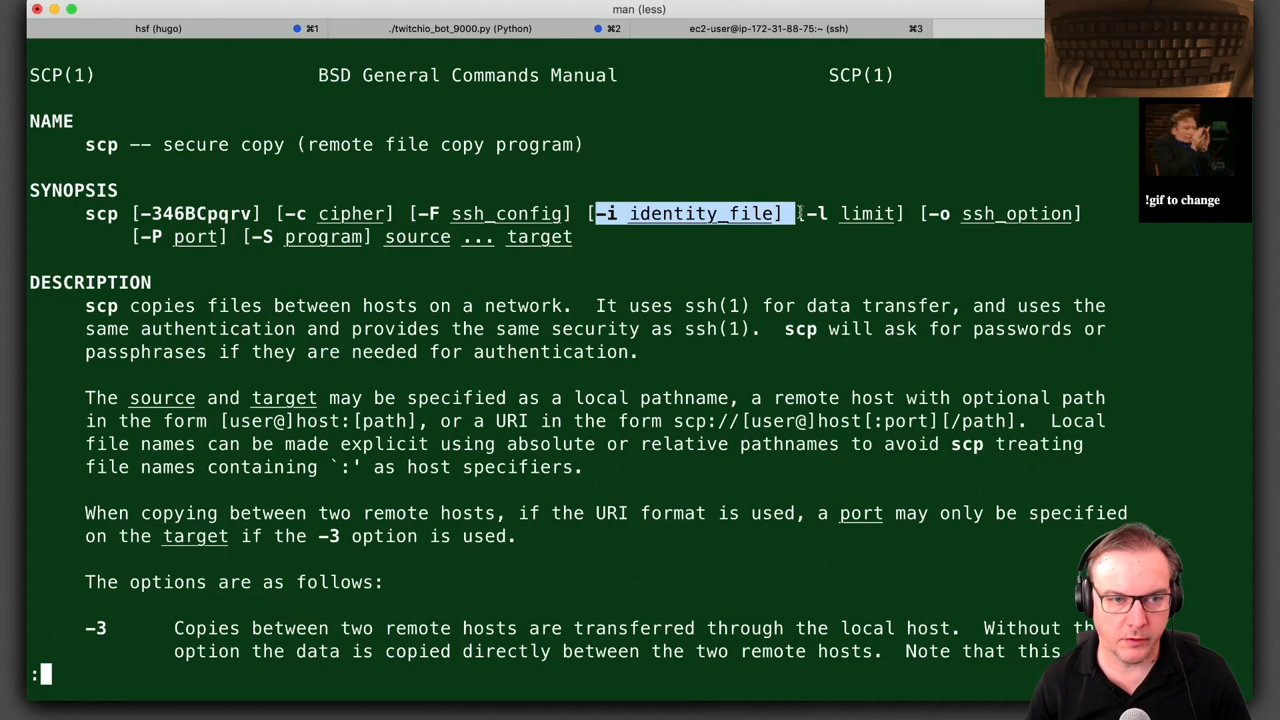 man (less)
hsf (hugo) ⌘1 ./twitchio_bot_9000.py (Python) ⌘2 ec2-user@ip-172-31-88-75:~ (ssh) ⌘3
SCP(1) BSD General Commands Manual SCP(1)
NAME
scp -- secure copy (remote file copy program)
SYNOPSIS
scp [-346BCpqrv] [-c cipher] [-F ssh_config] [-i identity_file] [-l limit] [-o ssh_option]
[-P port] [-S program] source ... target
DESCRIPTION
scp copies files between hosts on a network. It uses ssh(1) for data transfer, and uses the
same authentication and provides the same security as ssh(1). scp will ask for passwords or
passphrases if they are needed for authentication.
The source and target may be specified as a local pathname, a remote host with optional path
in the form [user@]host:[path], or a URI in the form scp://[user@]host[:port][/path]. Local
file names can be made explicit using absolute or relative pathnames to avoid scp treating
file names containing `:' as host specifiers.
When copying between two remote hosts, if the URI format is used, a port may only be specified
on the target if the -3 option is used.
The options are as follows:
-3 Copies between two remote hosts are transferred through the local host. Without
option the data is copied directly between the two remote hosts. Note that this
:
!gif to change